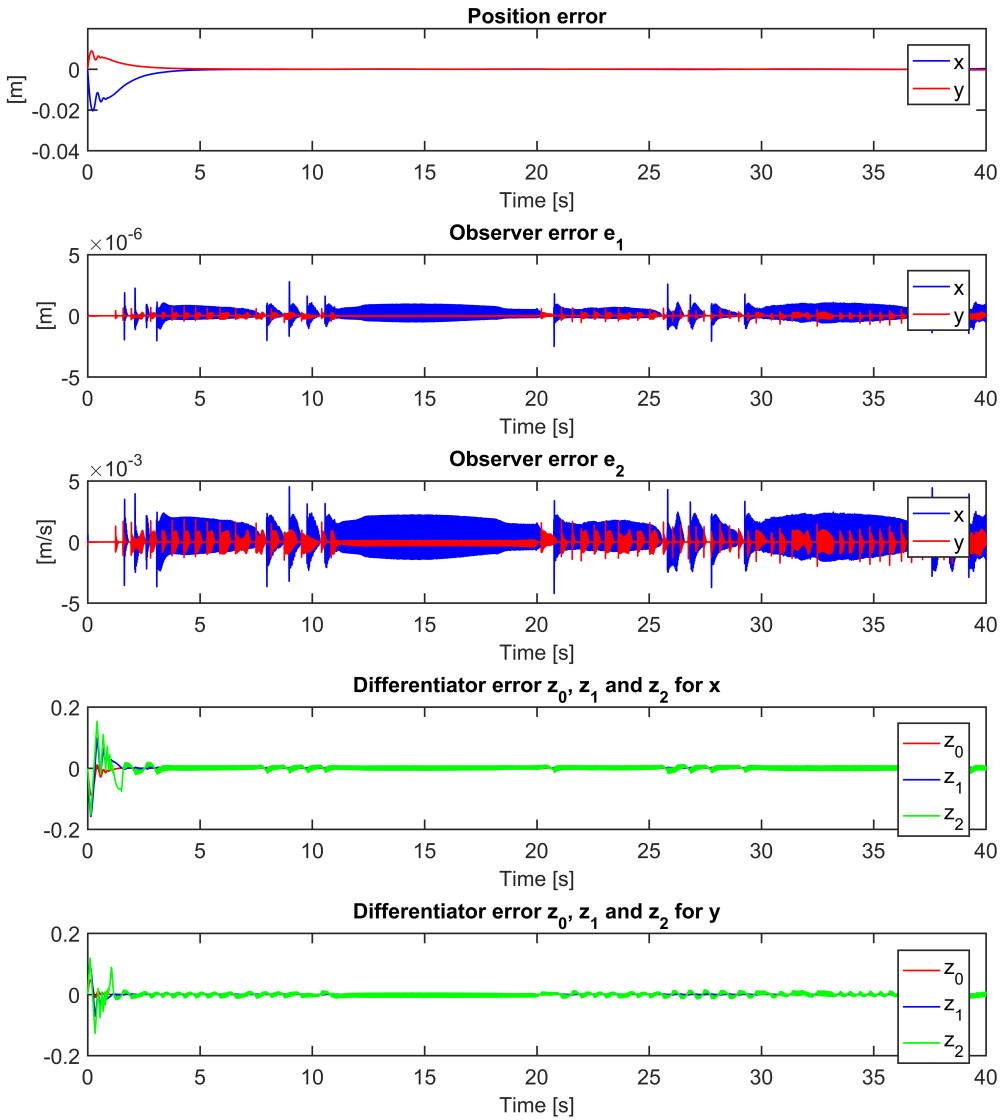 Position error
0
-0.02
-0.04
[m]
x
y
0 5 10 15 20 25 30 35 40
Time [s]
Observer error e1
×10-6
5
0
-5
[m]
x
y
0 5 10 15 20 25 30 35 40
Time [s]
Observer error e2
×10-3
5
0
-5
[m/s]
x
y
0 5 10 15 20 25 30 35 40
Time [s]
Differentiator error z0, z1 and z2 for x
0.2
0
-0.2
z0
z1
z2
0 5 10 15 20 25 30 35 40
Time [s]
Differentiator error z0, z1 and z2 for y
0.2
0
-0.2
z0
z1
z2
0 5 10 15 20 25 30 35 40
Time [s]